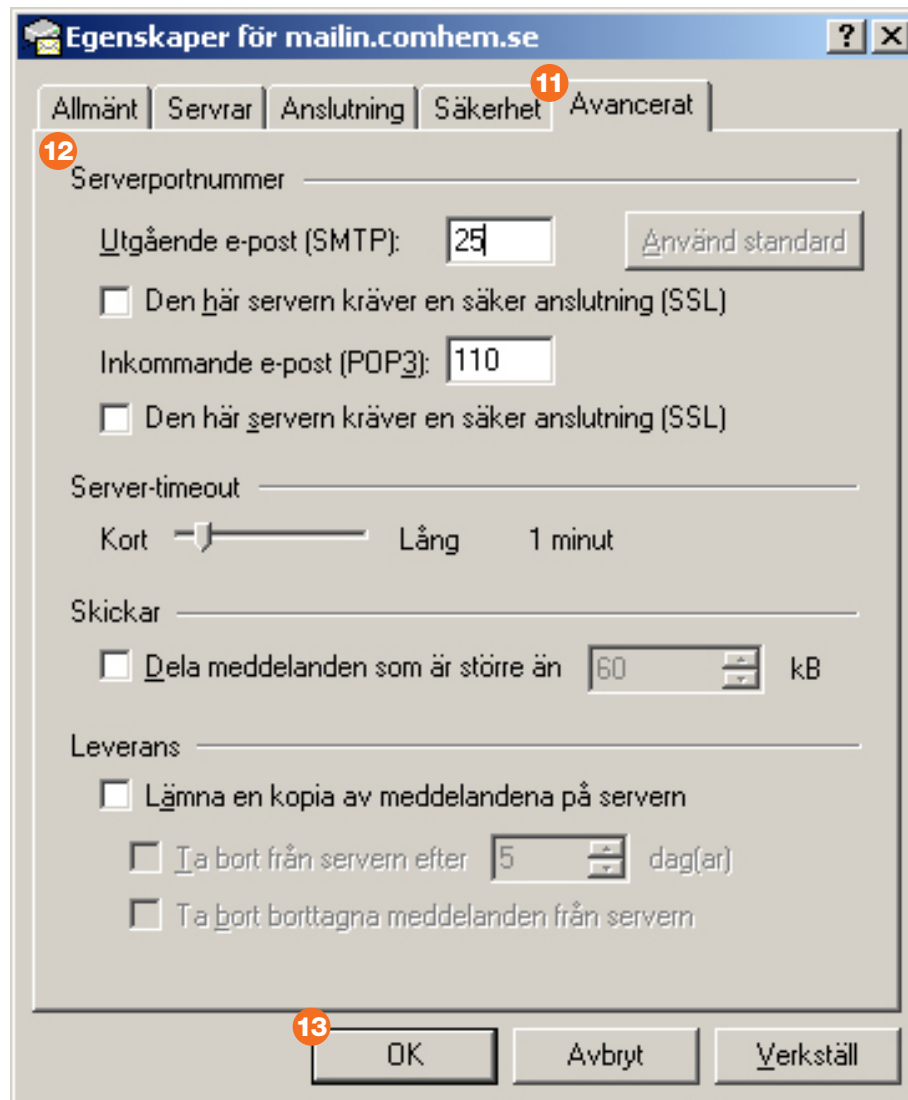 Egenskaper för mailin.comhem.se
11
Allmänt Servrar Anslutning Säkerhet Avancerat
12
Serverportnummer
Utgående e-post (SMTP): 25 Använd standard
Den här servern kräver en säker anslutning (SSL)
Inkommande e-post (POP3): 110
Den här servern kräver en säker anslutning (SSL)
Server-timeout
Kort Lång 1 minut
Skickar
Dela meddelanden som är större än 60 kB
Leverans
Lämna en kopia av meddelandena på servern
Ta bort från servern efter 5 dag(ar)
Ta bort borttagna meddelanden från servern
13
OK Avbryt Verkställ